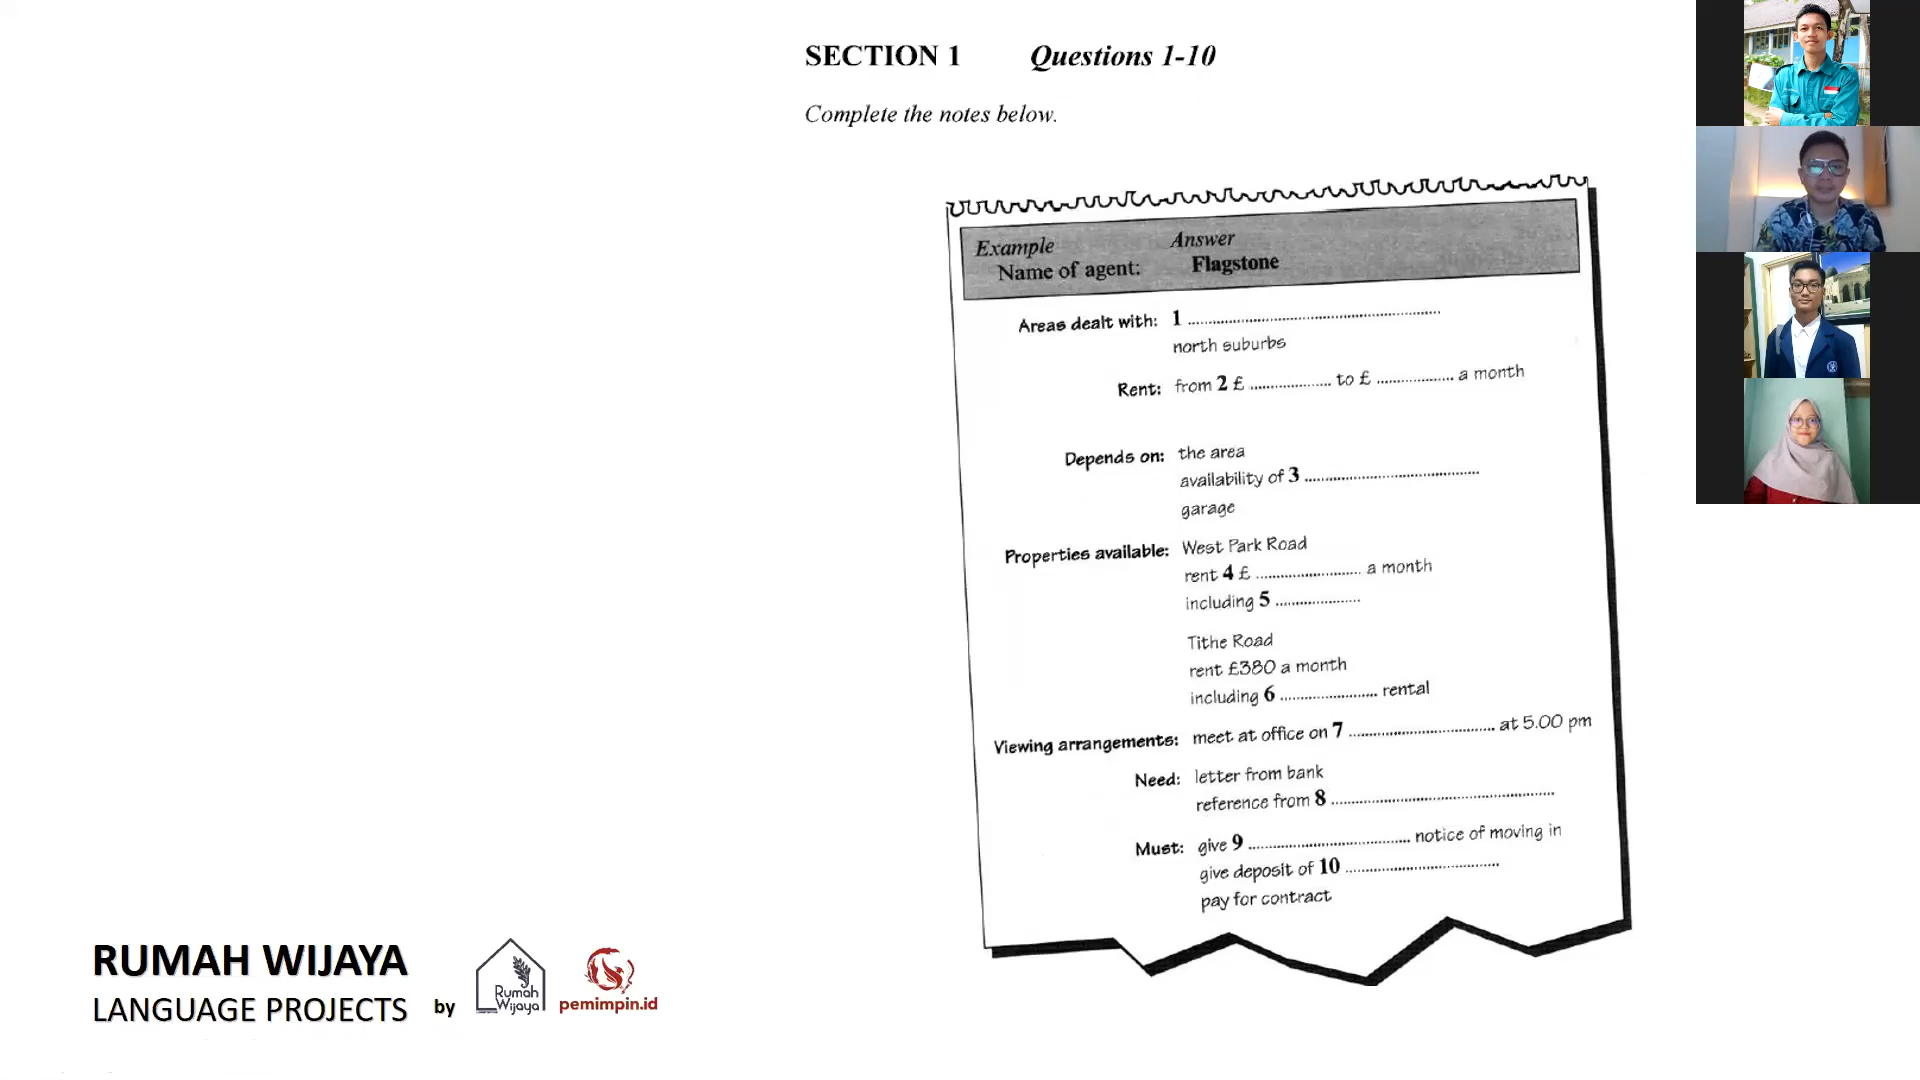 SECTION 1 Questions 1-10
Complete the notes below.
Example Answer
Name of agent: Flagstone
Areas dealt with: 1 ....................
north suburbs
Rent: from 2 £ .................... to £ .................... a month
Depends on: the area
availability of 3 ....................
garage
Properties available: West Park Road
rent 4 £ .................... a month
including 5 ....................
Tithe Road
rent £380 a month
including 6 .................... rental
Viewing arrangements: meet at office on 7 .................... at 5.00 pm
Need: letter from bank
reference from 8 ....................
Must: give 9 .................... notice of moving in
give deposit of 10 ....................
pay for contract
RUMAH WIJAYA
LANGUAGE PROJECTS by
Rumah
Wijaya
pemimpin.id